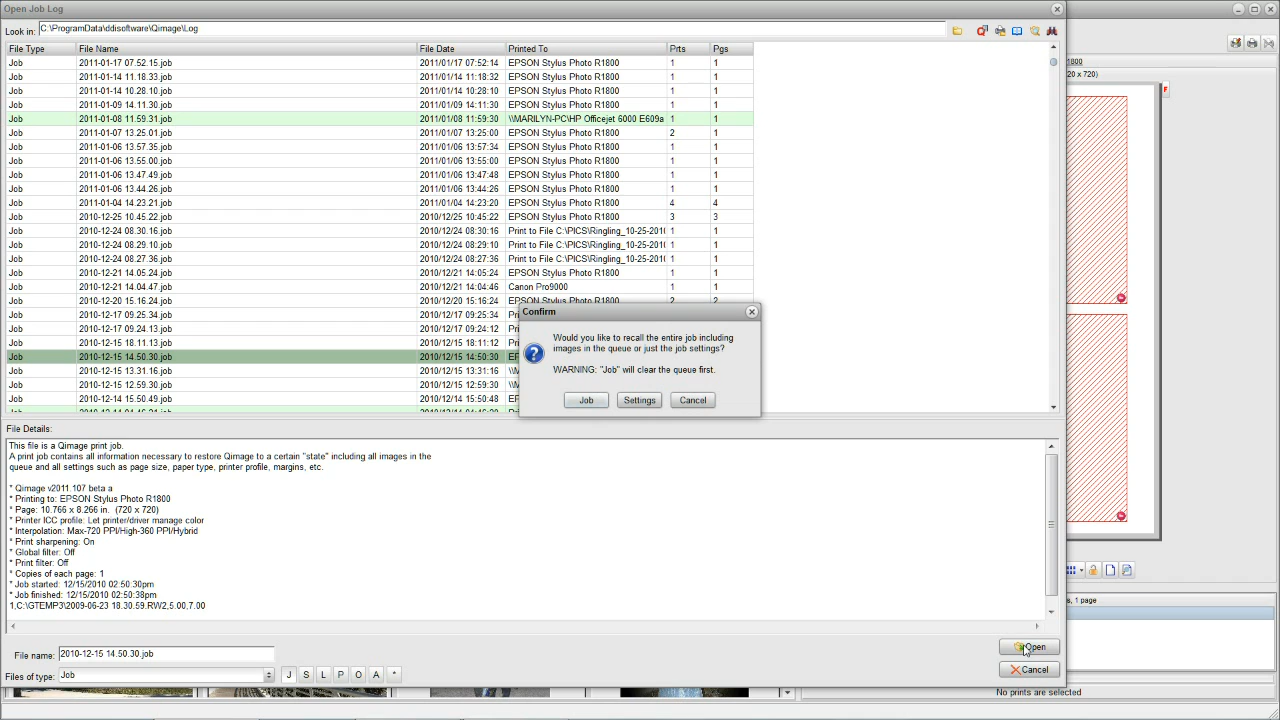 Open Job Log
Look in: C:\ProgramData\ddisoftware\Qimage\Log
File Type File Name File Date Printed To Prts Pgs
Job 2011-01-17 07.52.15.job 2011/01/17 07:52:14 EPSON Stylus Photo R1800 1 1
Job 2011-01-14 11.18.33.job 2011/01/14 11:18:32 EPSON Stylus Photo R1800 1 1
Job 2011-01-14 10.28.10.job 2011/01/14 10:28:10 EPSON Stylus Photo R1800 1 1
Job 2011-01-09 14.11.30.job 2011/01/09 14:11:30 EPSON Stylus Photo R1800 1 1
Job 2011-01-08 11.59.31.job 2011/01/08 11:59:30 \\MARILYN-PC\HP Officejet 6000 E609a 1 1
Job 2011-01-07 13.25.01.job 2011/01/07 13:25:00 EPSON Stylus Photo R1800 2 1
Job 2011-01-06 13.57.35.job 2011/01/06 13:57:34 EPSON Stylus Photo R1800 1 1
Job 2011-01-06 13.55.00.job 2011/01/06 13:55:00 EPSON Stylus Photo R1800 1 1
Job 2011-01-06 13.47.49.job 2011/01/06 13:47:48 EPSON Stylus Photo R1800 1 1
Job 2011-01-06 13.44.26.job 2011/01/06 13:44:26 EPSON Stylus Photo R1800 1 1
Job 2011-01-04 14.23.21.job 2011/01/04 14:23:20 EPSON Stylus Photo R1800 4 4
Job 2010-12-25 10.45.22.job 2010/12/25 10:45:22 EPSON Stylus Photo R1800 3 3
Job 2010-12-24 08.30.16.job 2010/12/24 08:30:16 Print to File C:\PICS\Ringling_10-25-2010 1 1
Job 2010-12-24 08.29.10.job 2010/12/24 08:29:10 Print to File C:\PICS\Ringling_10-25-2010 1 1
Job 2010-12-24 08.27.36.job 2010/12/24 08:27:36 Print to File C:\PICS\Ringling_10-25-2010 1 1
Job 2010-12-21 14.05.24.job 2010/12/21 14:05:24 EPSON Stylus Photo R1800 1 1
Job 2010-12-21 14.04.47.job 2010/12/21 14:04:46 Canon Pro9000 1 1
Job 2010-12-20 15.16.24.job 2010/12/20 15:16:24 EPSON Stylus Photo R1800 2 2
Job 2010-12-17 09.25.34.job 2010/12/17 09:25:34
Job 2010-12-17 09.24.13.job 2010/12/17 09:24:12
Job 2010-12-15 18.11.13.job 2010/12/15 18:11:12
Job 2010-12-15 14.50.30.job 2010/12/15 14:50:30
Job 2010-12-15 13.31.16.job 2010/12/15 13:31:16
Job 2010-12-15 12.59.30.job 2010/12/15 12:59:30
Job 2010-12-14 15.50.49.job 2010/12/14 15:50:48
Confirm
Would you like to recall the entire job including
images in the queue or just the job settings?
WARNING: "Job" will clear the queue first.
Job Settings Cancel
File Details:
This file is a Qimage print job.
A print job contains all information necessary to restore Qimage to a certain "state" including all images in the
queue and all settings such as page size, paper type, printer profile, margins, etc.
* Qimage v2011.107 beta a
* Printing to: EPSON Stylus Photo R1800
* Page: 10.766 x 8.266 in. (720 x 720)
* Printer ICC profile: Let printer/driver manage color
* Interpolation: Max-720 PPI/High-360 PPI/Hybrid
* Print sharpening: On
* Global filter: Off
* Print filter: Off
* Copies of each page: 1
* Job started: 12/15/2010 02:50:30pm
* Job finished: 12/15/2010 02:50:38pm
1,C:\GTEMP3\2009-06-23 18.30.59.RW2,5.00,7.00
File name: 2010-12-15 14.50.30.job
Files of type: Job J S L P O A *
Open
Cancel
1800
20 x 720)
F
s, 1 page
No prints are selected